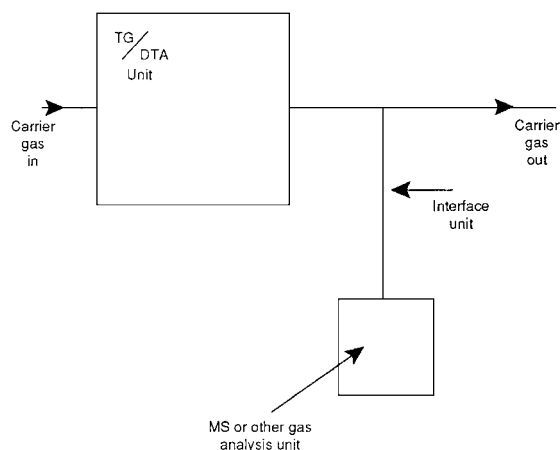 TG/DTA
Unit
Carrier
gas
in
Carrier
gas
out
Interface
unit
MS or other gas
analysis unit